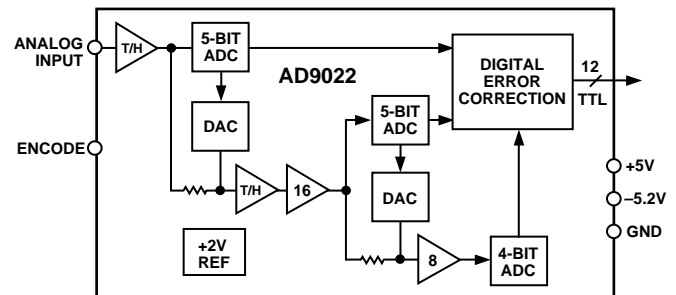 ANALOG
INPUT
T/H
5-BIT
ADC
AD9022
DIGITAL
ERROR
CORRECTION
12
TTL
DAC
5-BIT
ADC
ENCODE
T/H
16
DAC
+5V
–5.2V
GND
+2V
REF
8
4-BIT
ADC